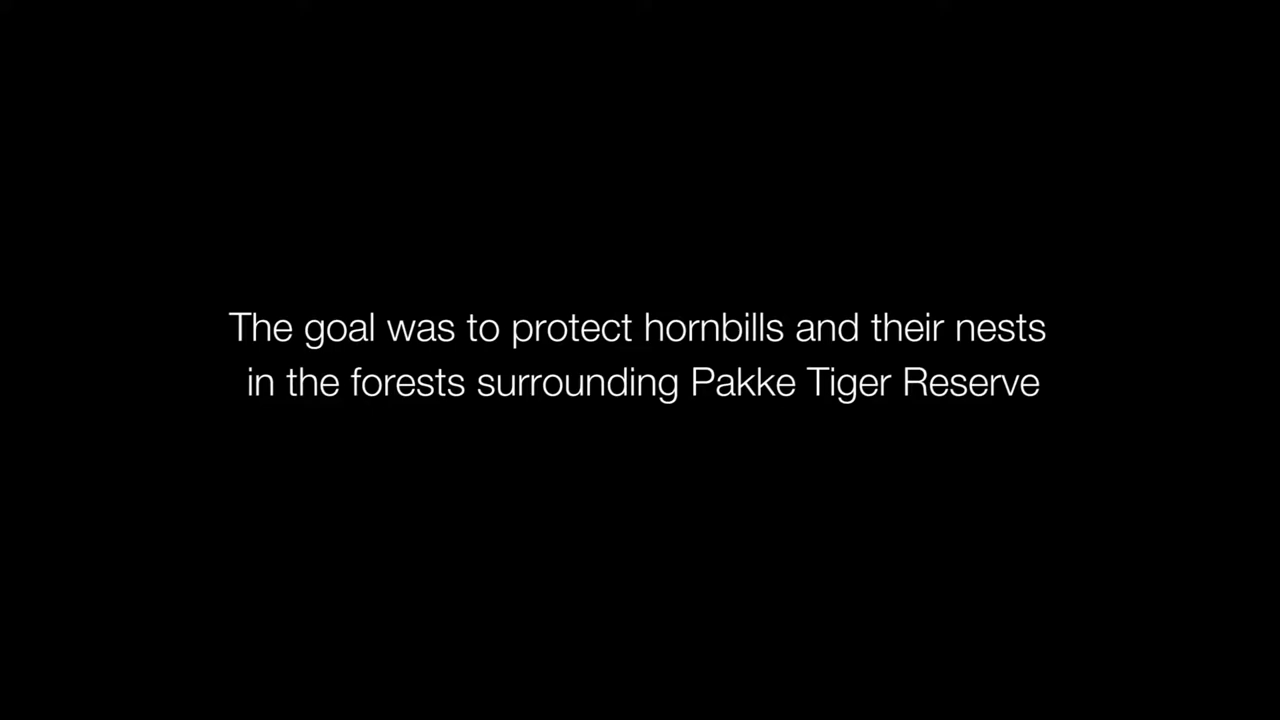 The goal was to protect hornbills and their nests
in the forests surrounding Pakke Tiger Reserve